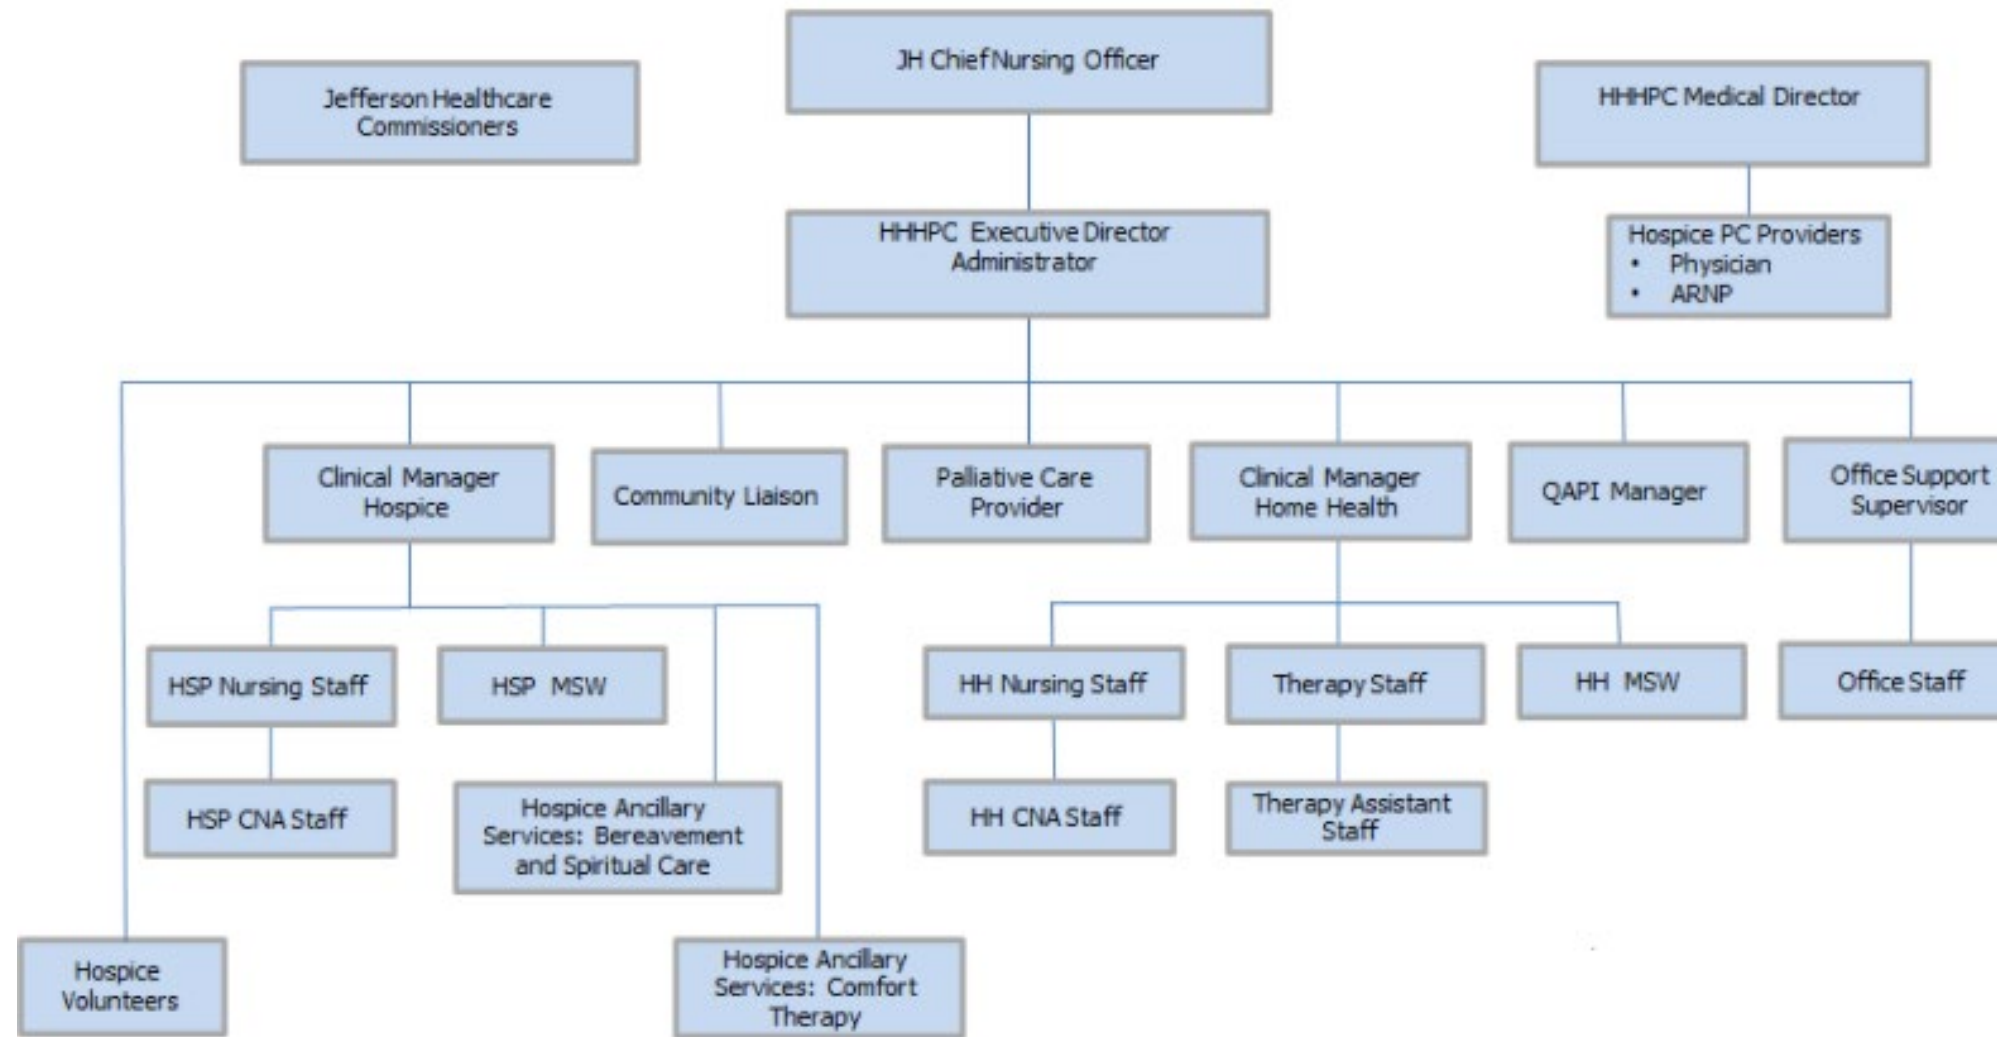 JH Chief Nursing Officer
Jefferson Healthcare
Commissioners
HHHPC Medical Director
HHHPC Executive Director
Administrator
Hospice PC Providers
• Physician
• ARNP
Clinical Manager
Hospice
Community Liaison
Palliative Care
Provider
Clinical Manager
Home Health
QAPI Manager
Office Support
Supervisor
HSP Nursing Staff
HSP MSW
HH Nursing Staff
Therapy Staff
HH MSW
Office Staff
HSP CNA Staff
Hospice Ancillary
Services: Bereavement
and Spiritual Care
HH CNA Staff
Therapy Assistant
Staff
Hospice
Volunteers
Hospice Ancillary
Services: Comfort
Therapy